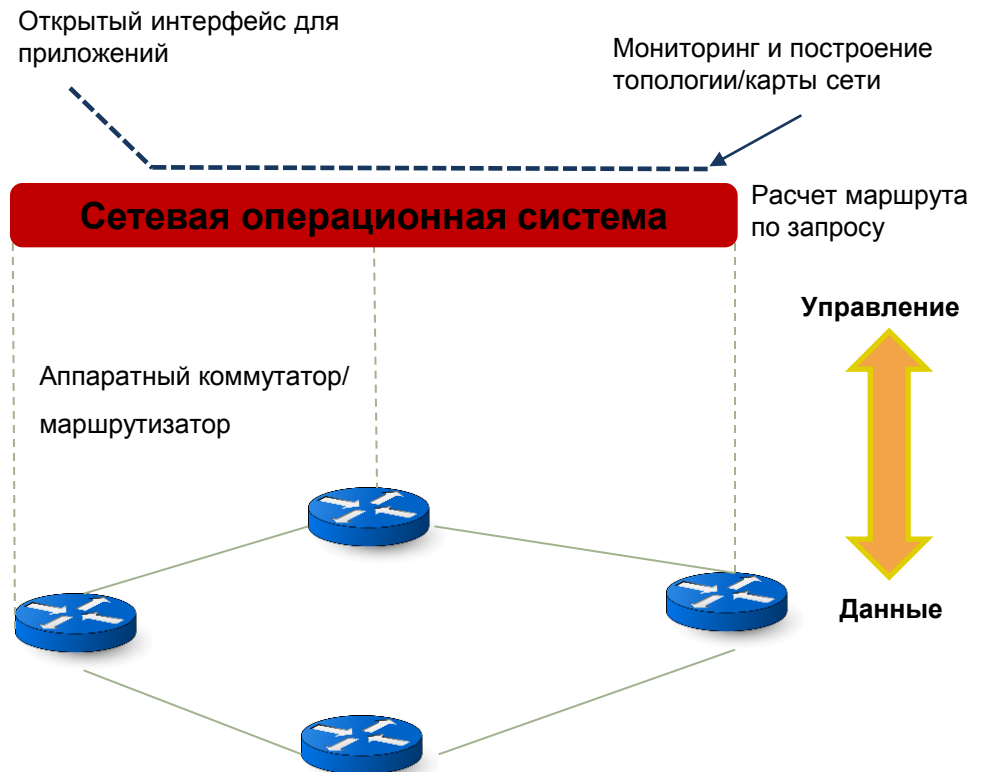 Открытый интерфейс для
приложений
Мониторинг и построение
топологии/карты сети
Сетевая операционная система
Расчет маршрута
по запросу
Управление
Аппаратный коммутатор/
маршрутизатор
Данные